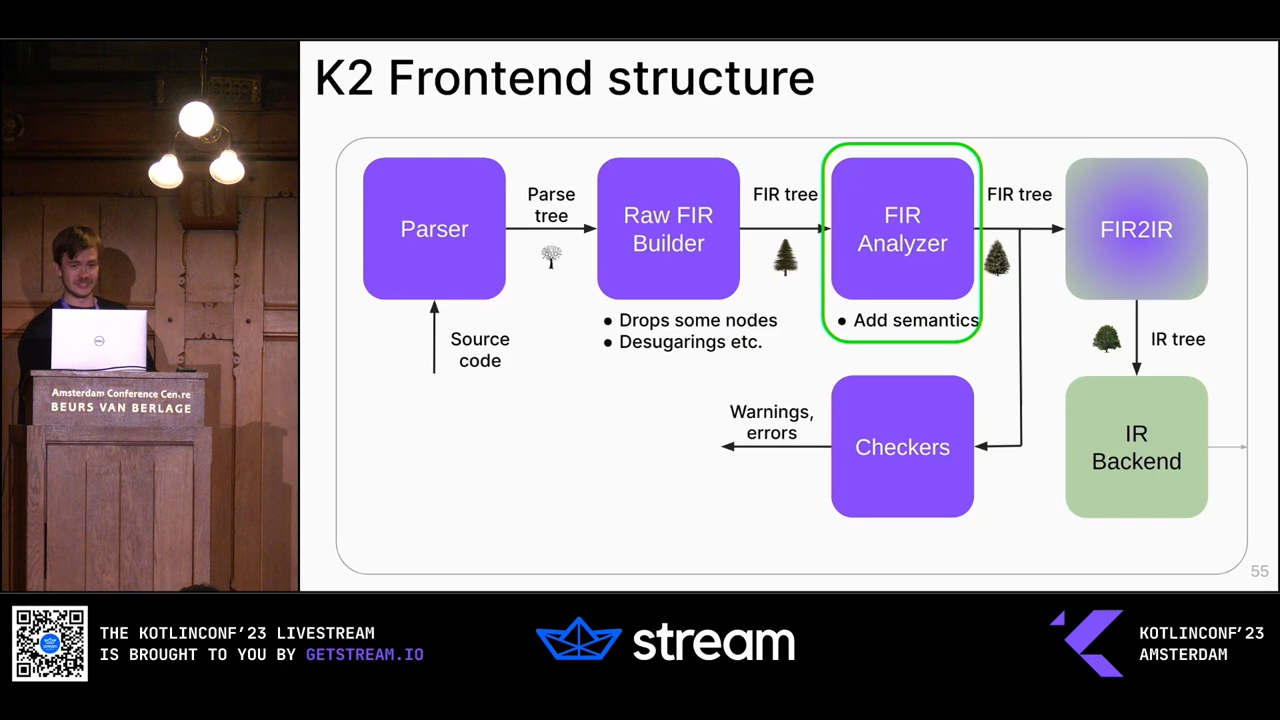 K2 Frontend structure
Parser
Parse
tree
Raw FIR
Builder
FIR tree
FIR
Analyzer
FIR tree
FIR2IR
Source
code
● Drops some nodes
● Desugarings etc.
● Add semantics
IR tree
Warnings,
errors
Checkers
IR
Backend
55
DELL
Amsterdam Conference Centre
BEURS VAN BERLAGE
THE KOTLINCONF’23 LIVESTREAM
IS BROUGHT TO YOU BY GETSTREAM.IO
stream
KOTLINCONF’23
AMSTERDAM